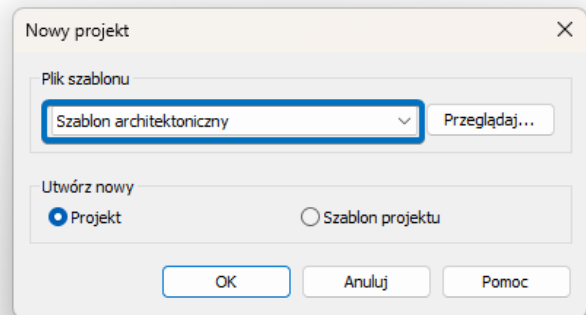 Nowy projekt
Plik szablonu
Szablon architektoniczny
Przeglądaj...
Utwórz nowy
Projekt
Szablon projektu
OK
Anuluj
Pomoc